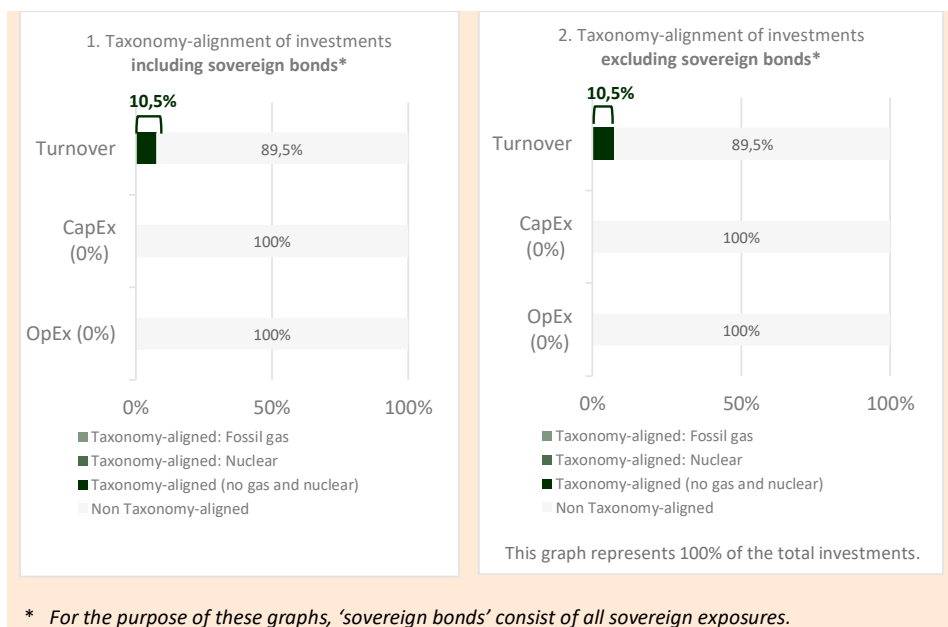 1. Taxonomy-alignment of investments
including sovereign bonds*
10,5%
Turnover
89,5%
CapEx
(0%)
100%
OpEx (0%)
100%
0%
50%
100%
Taxonomy-aligned: Fossil gas
Taxonomy-aligned: Nuclear
Taxonomy-aligned (no gas and nuclear)
Non Taxonomy-aligned
2. Taxonomy-alignment of investments
excluding sovereign bonds*
10,5%
Turnover
89,5%
CapEx
(0%)
100%
OpEx
(0%)
100%
0%
50%
100%
Taxonomy-aligned: Fossil gas
Taxonomy-aligned: Nuclear
Taxonomy-aligned (no gas and nuclear)
Non Taxonomy-aligned
This graph represents 100% of the total investments.
* For the purpose of these graphs, ‘sovereign bonds’ consist of all sovereign exposures.